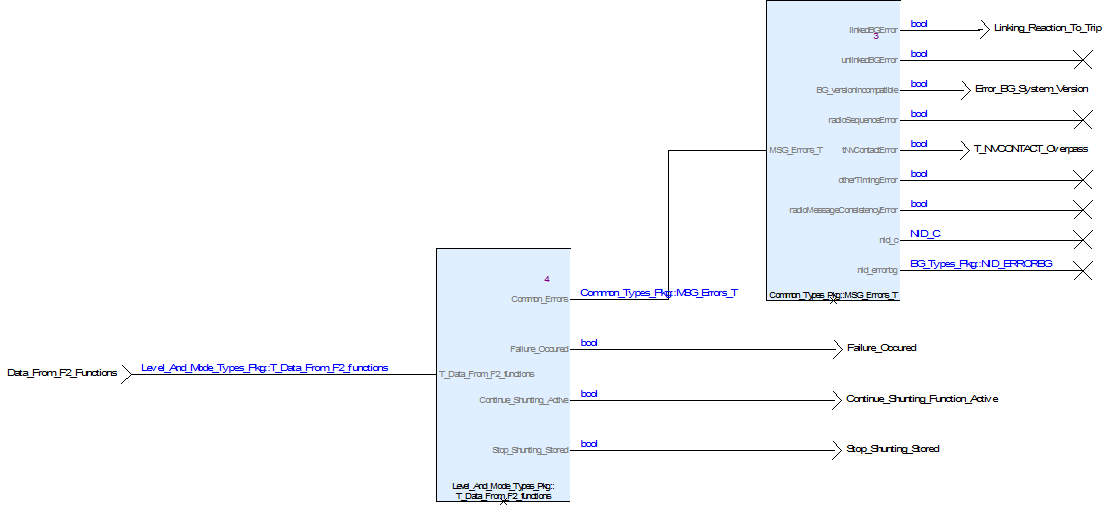 linkedBGError
bool
Linking_Reaction_To_Trip
3
unlinkedBGError
bool
BG_versionIncompatible
bool
Error_BG_System_Version
radioSequenceError
bool
MSG_Errors_T
tNvContactError
bool
T_NVCONTACT_Overpass
otherTimingError
bool
radioMessageConsistencyError
bool
nid_c
NID_C
nid_errorbg
BG_Types_Pkg::NID_ERRORBG
Common_Types_Pkg::MSG_Errors_T
4
Common_Errors
Common_Types_Pkg::MSG_Errors_T
Failure_Occured
bool
Failure_Occured
Data_From_F2_Functions
Level_And_Mode_Types_Pkg::T_Data_From_F2_functions
T_Data_From_F2_functions
Continue_Shunting_Active
bool
Continue_Shunting_Function_Active
Stop_Shunting_Stored
bool
Stop_Shunting_Stored
Level_And_Mode_Types_Pkg::
T_Data_From_F2_functions